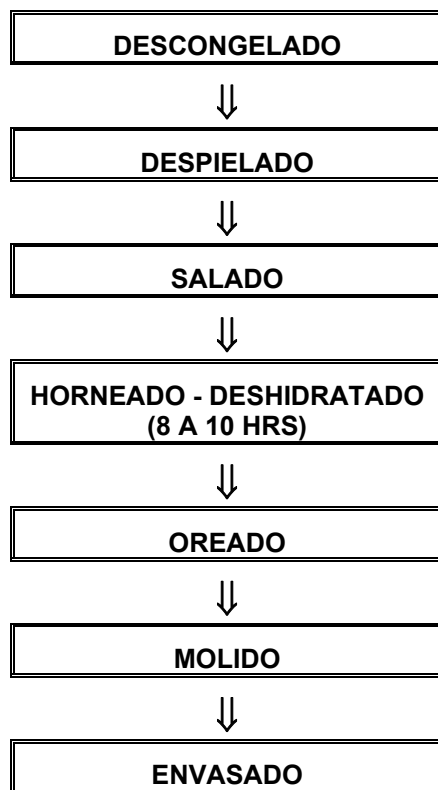 DESCONGELADO
⇓
DESPIELADO
⇓
SALADO
⇓
HORNEADO - DESHIDRATADO
(8 A 10 HRS)
⇓
OREADO
⇓
MOLIDO
⇓
ENVASADO